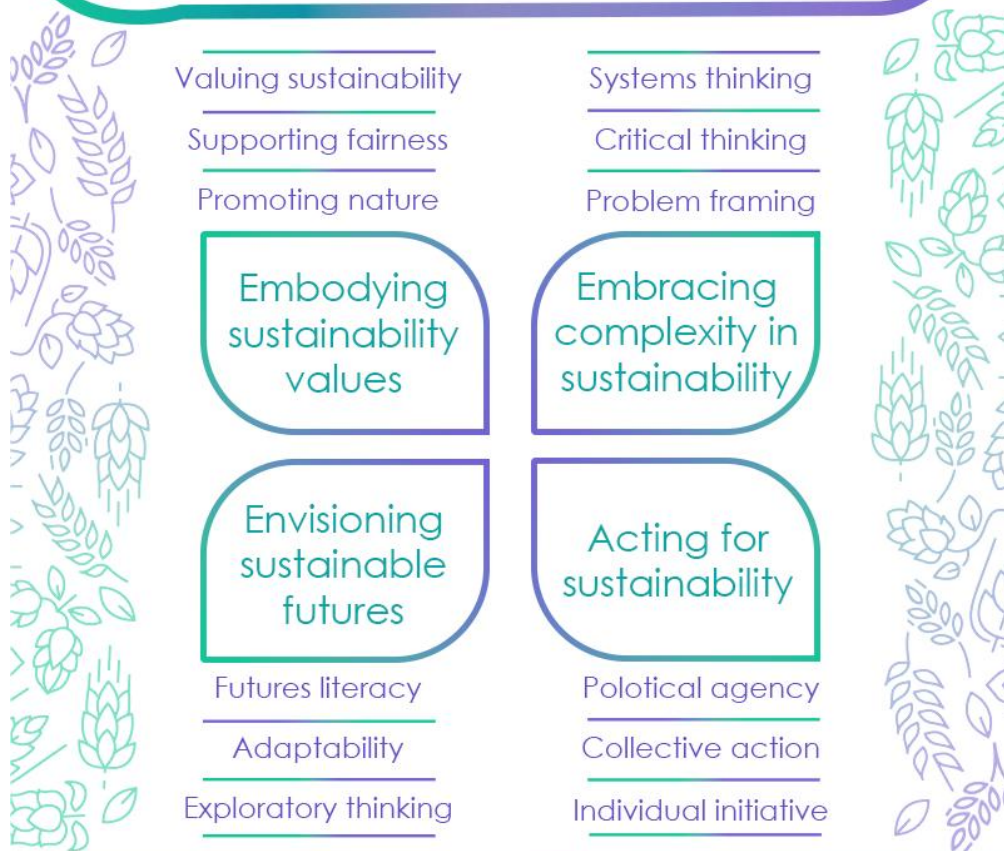 Valuing sustainability
Supporting fairness
Promoting nature
Embodying
sustainability
values
Systems thinking
Critical thinking
Problem framing
Embracing
complexity in
sustainability
Envisioning
sustainable
futures
Futures literacy
Adaptability
Exploratory thinking
Acting for
sustainability
Polotical agency
Collective action
Individual initiative